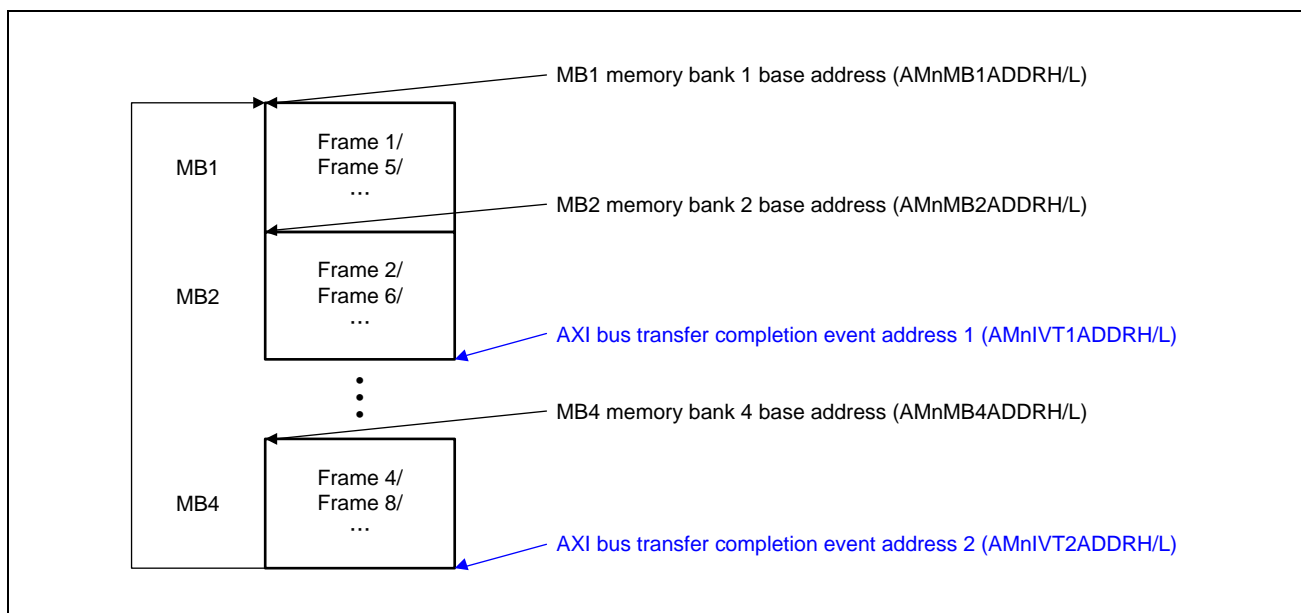 MB1 memory bank 1 base address (AMnMB1ADDRH/L)
MB1
Frame 1/
Frame 5/
…
MB2 memory bank 2 base address (AMnMB2ADDRH/L)
MB2
Frame 2/
Frame 6/
…
AXI bus transfer completion event address 1 (AMnIVT1ADDRH/L)
MB4 memory bank 4 base address (AMnMB4ADDRH/L)
MB4
Frame 4/
Frame 8/
…
AXI bus transfer completion event address 2 (AMnIVT2ADDRH/L)